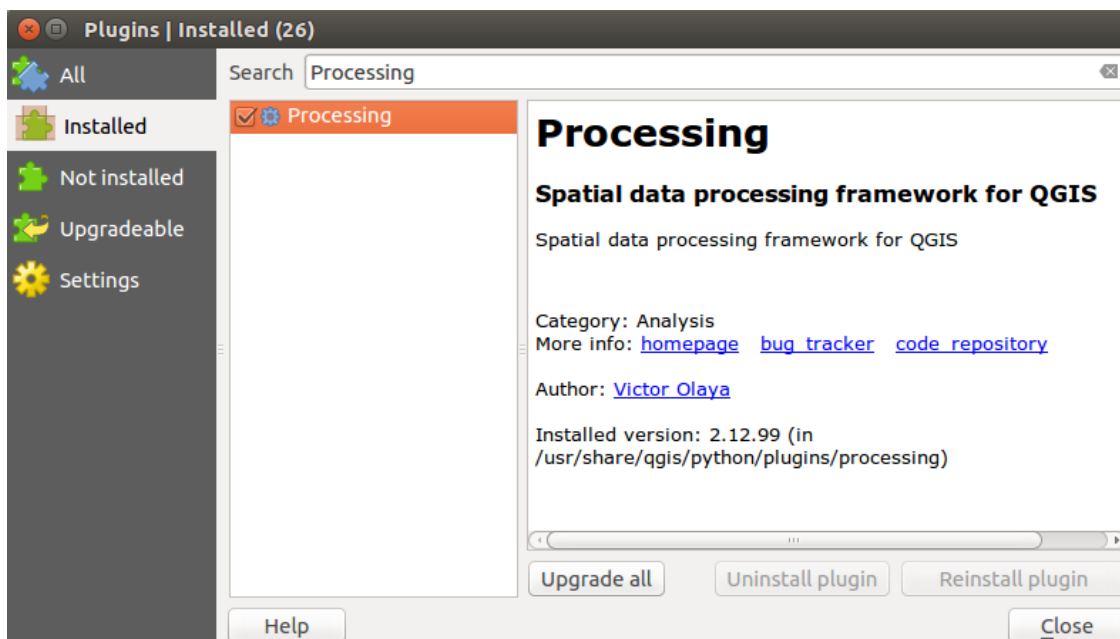 Plugins | Installed (26)
All
Installed
Not installed
Upgradeable
Settings
Search Processing
Processing
Processing
Spatial data processing framework for QGIS
Spatial data processing framework for QGIS
Category: Analysis
More info: homepage bug tracker code repository
Author: Victor Olaya
Installed version: 2.12.99 (in
/usr/share/qgis/python/plugins/processing)
Upgrade all Uninstall plugin Reinstall plugin
Help Close